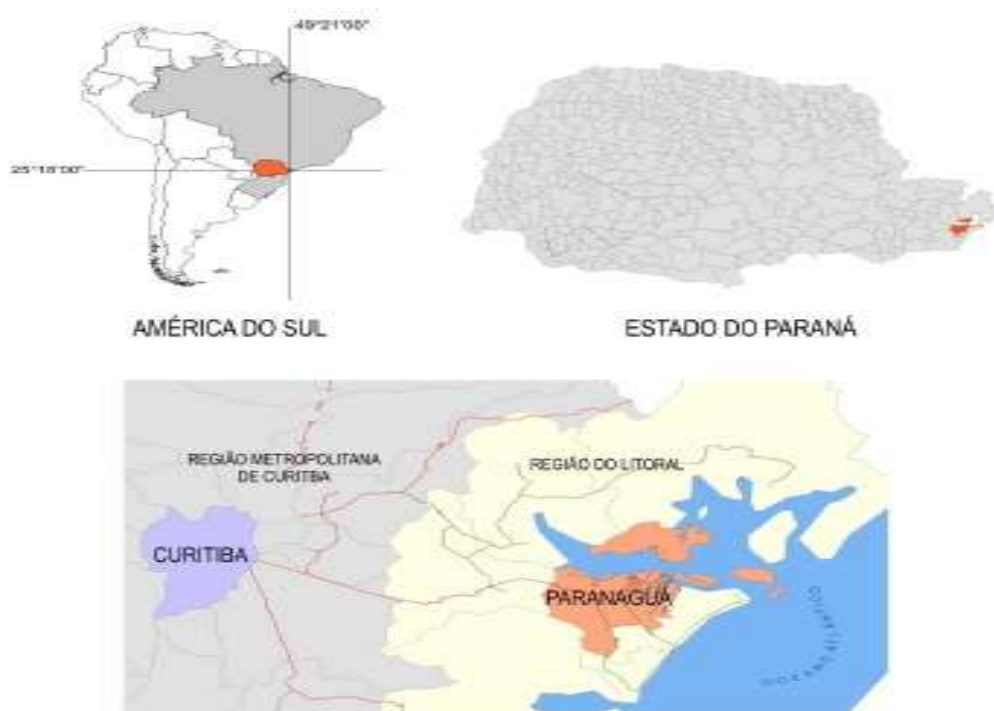 49°21'00"
25°18'00"
AMÉRICA DO SUL
ESTADO DO PARANÁ
REGIÃO METROPOLITANA
DE CURITIBA
REGIÃO DO LITORAL
CURITIBA
PARANAGUÁ